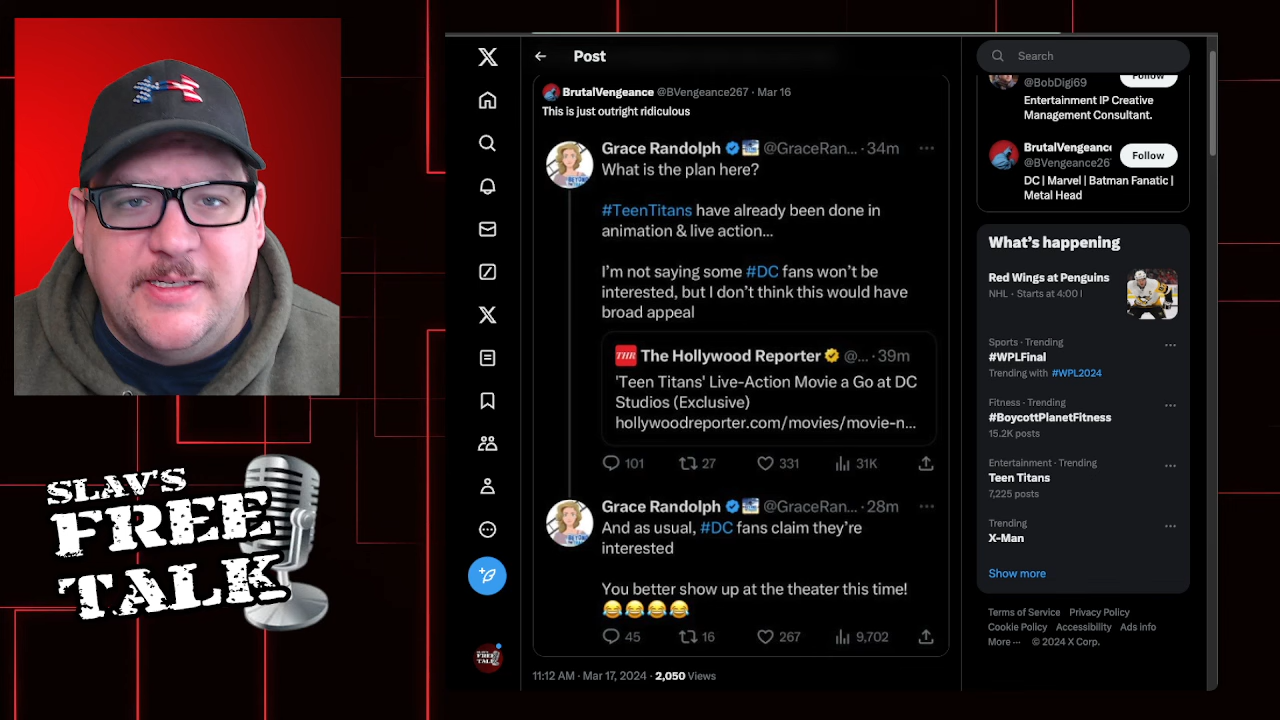 SLAV'S
FREE
TALK
Post
BrutalVengeance @BVengeance267 · Mar 16
This is just outright ridiculous
Grace Randolph @GraceRan... · 34m
What is the plan here?
#TeenTitans have already been done in
animation & live action...
I'm not saying some #DC fans won't be
interested, but I don't think this would have
broad appeal
THR The Hollywood Reporter @... · 39m
'Teen Titans' Live-Action Movie a Go at DC
Studios (Exclusive)
hollywoodreporter.com/movies/movie-n...
101 27 331 31K
Grace Randolph @GraceRan... · 28m
And as usual, #DC fans claim they're
interested
You better show up at the theater this time!
😂😂😂😂
45 16 267 9,702
11:12 AM · Mar 17, 2024 · 2,050 Views
Search
@BobDigi69
Follow
Entertainment IP Creative
Management Consultant.
BrutalVengeance
@BVengeance26
Follow
DC | Marvel | Batman Fanatic |
Metal Head
What's happening
Red Wings at Penguins
NHL · Starts at 4:00
Sports · Trending
#WPLFinal
Trending with #WPL2024
Fitness · Trending
#BoycottPlanetFitness
15.2K posts
Entertainment · Trending
Teen Titans
7,225 posts
Trending
X-Man
Show more
Terms of Service Privacy Policy
Cookie Policy Accessibility Ads info
More ··· © 2024 X Corp.